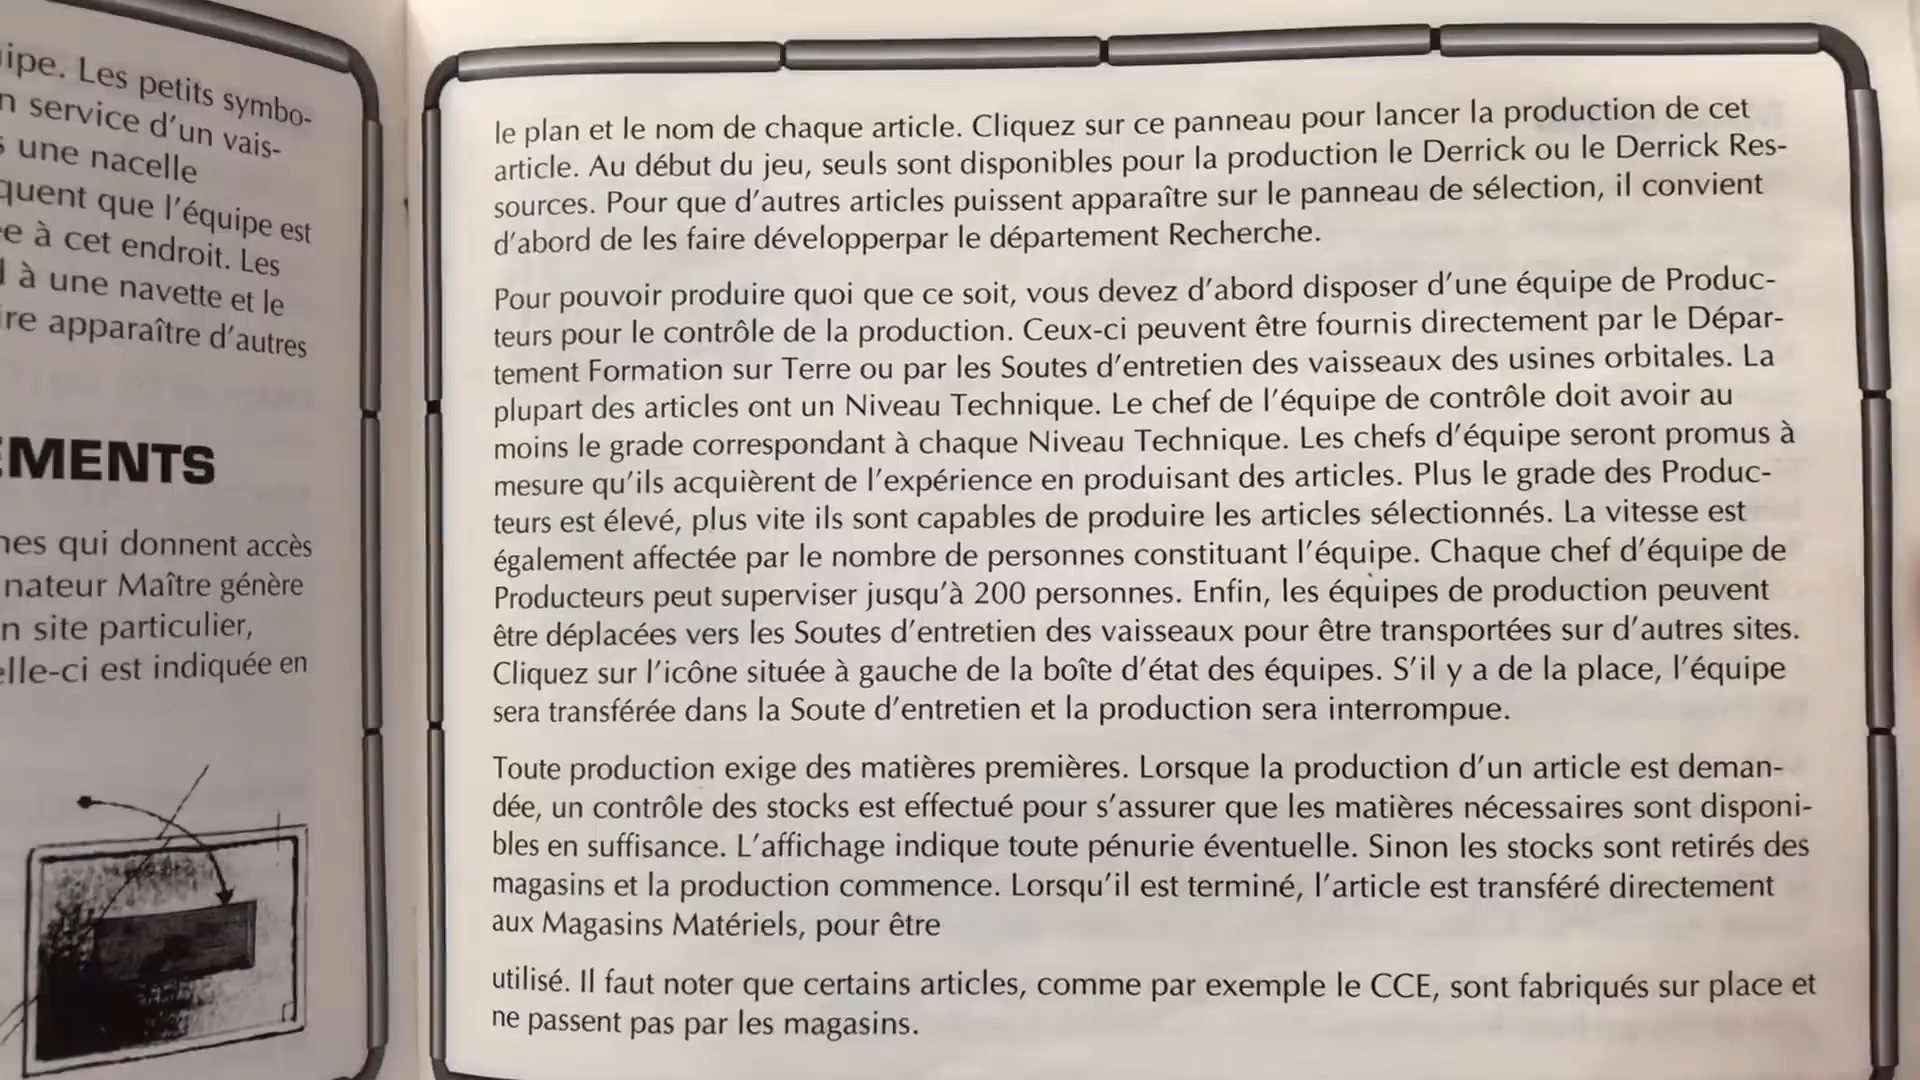 ipe. Les petits symbo-
n service d'un vais-
s une nacelle
quent que l'équipe est
e à cet endroit. Les
à une navette et le
re apparaître d'autres
EMENTS
nes qui donnent accès
nateur Maître génère
n site particulier,
elle-ci est indiquée en
le plan et le nom de chaque article. Cliquez sur ce panneau pour lancer la production de cet
article. Au début du jeu, seuls sont disponibles pour la production le Derrick ou le Derrick Res-
sources. Pour que d'autres articles puissent apparaître sur le panneau de sélection, il convient
d'abord de les faire développerpar le département Recherche.
Pour pouvoir produire quoi que ce soit, vous devez d'abord disposer d'une équipe de Produc-
teurs pour le contrôle de la production. Ceux-ci peuvent être fournis directement par le Dépar-
tement Formation sur Terre ou par les Soutes d'entretien des vaisseaux des usines orbitales. La
plupart des articles ont un Niveau Technique. Le chef de l'équipe de contrôle doit avoir au
moins le grade correspondant à chaque Niveau Technique. Les chefs d'équipe seront promus à
mesure qu'ils acquièrent de l'expérience en produisant des articles. Plus le grade des Produc-
teurs est élevé, plus vite ils sont capables de produire les articles sélectionnés. La vitesse est
également affectée par le nombre de personnes constituant l'équipe. Chaque chef d'équipe de
Producteurs peut superviser jusqu'à 200 personnes. Enfin, les équipes de production peuvent
être déplacées vers les Soutes d'entretien des vaisseaux pour être transportées sur d'autres sites.
Cliquez sur l'icône située à gauche de la boîte d'état des équipes. S'il y a de la place, l'équipe
sera transférée dans la Soute d'entretien et la production sera interrompue.
Toute production exige des matières premières. Lorsque la production d'un article est deman-
dée, un contrôle des stocks est effectué pour s'assurer que les matières nécessaires sont disponi-
bles en suffisance. L'affichage indique toute pénurie éventuelle. Sinon les stocks sont retirés des
magasins et la production commence. Lorsqu'il est terminé, l'article est transféré directement
aux Magasins Matériels, pour être
utilisé. Il faut noter que certains articles, comme par exemple le CCE, sont fabriqués sur place et
ne passent pas par les magasins.